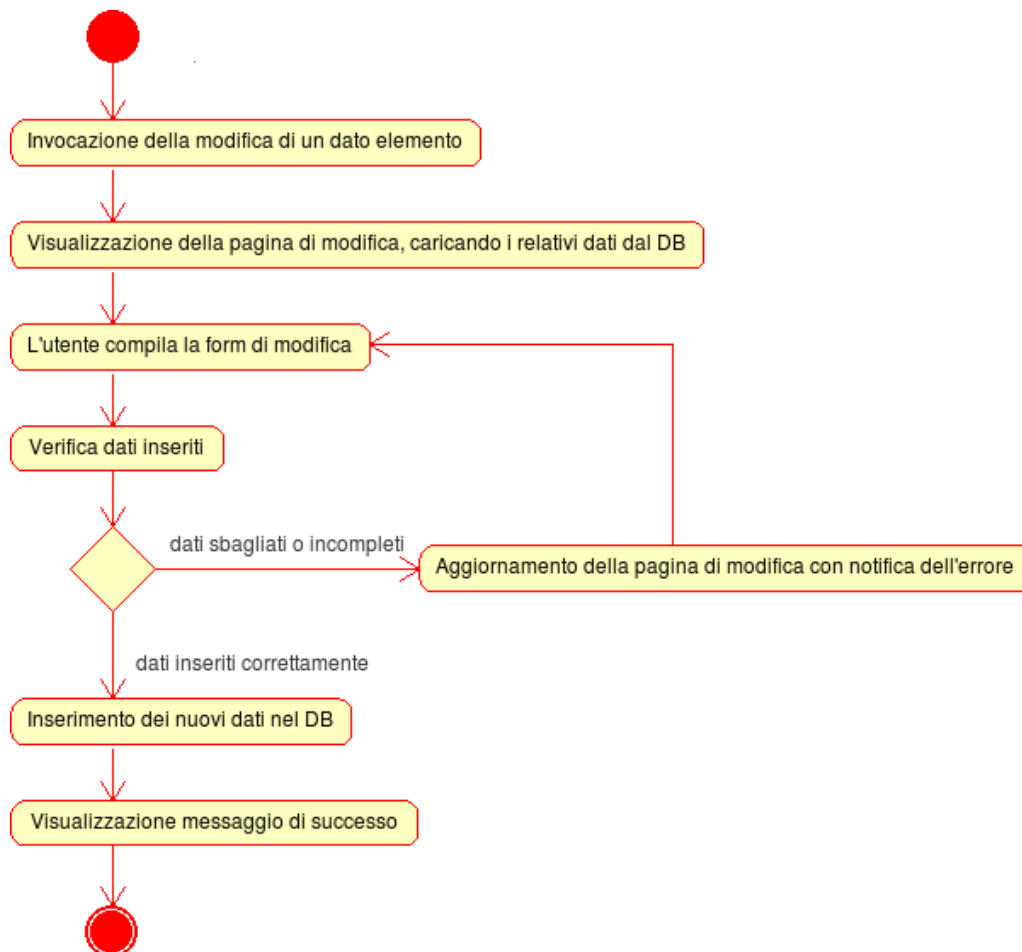 Invocazione della modifica di un dato elemento
Visualizzazione della pagina di modifica, caricando i relativi dati dal DB
L'utente compila la form di modifica
Verifica dati inseriti
dati sbagliati o incompleti
Aggiornamento della pagina di modifica con notifica dell'errore
dati inseriti correttamente
Inserimento dei nuovi dati nel DB
Visualizzazione messaggio di successo